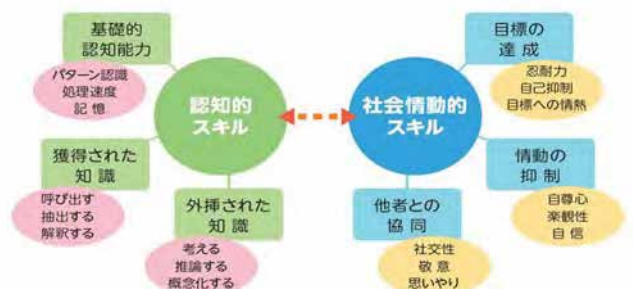 基礎的
認知能力
パターン認識
処理速度
記憶
認知的
スキル
獲得された
知識
呼び出す
抽出する
解釈する
外挿された
知識
考える
推論する
概念化する
社会情動的
スキル
目標の
達成
忍耐力
自己抑制
目標への情熱
情動の
抑制
自尊心
楽観性
自信
他者との
協同
社交性
敬意
思いやり